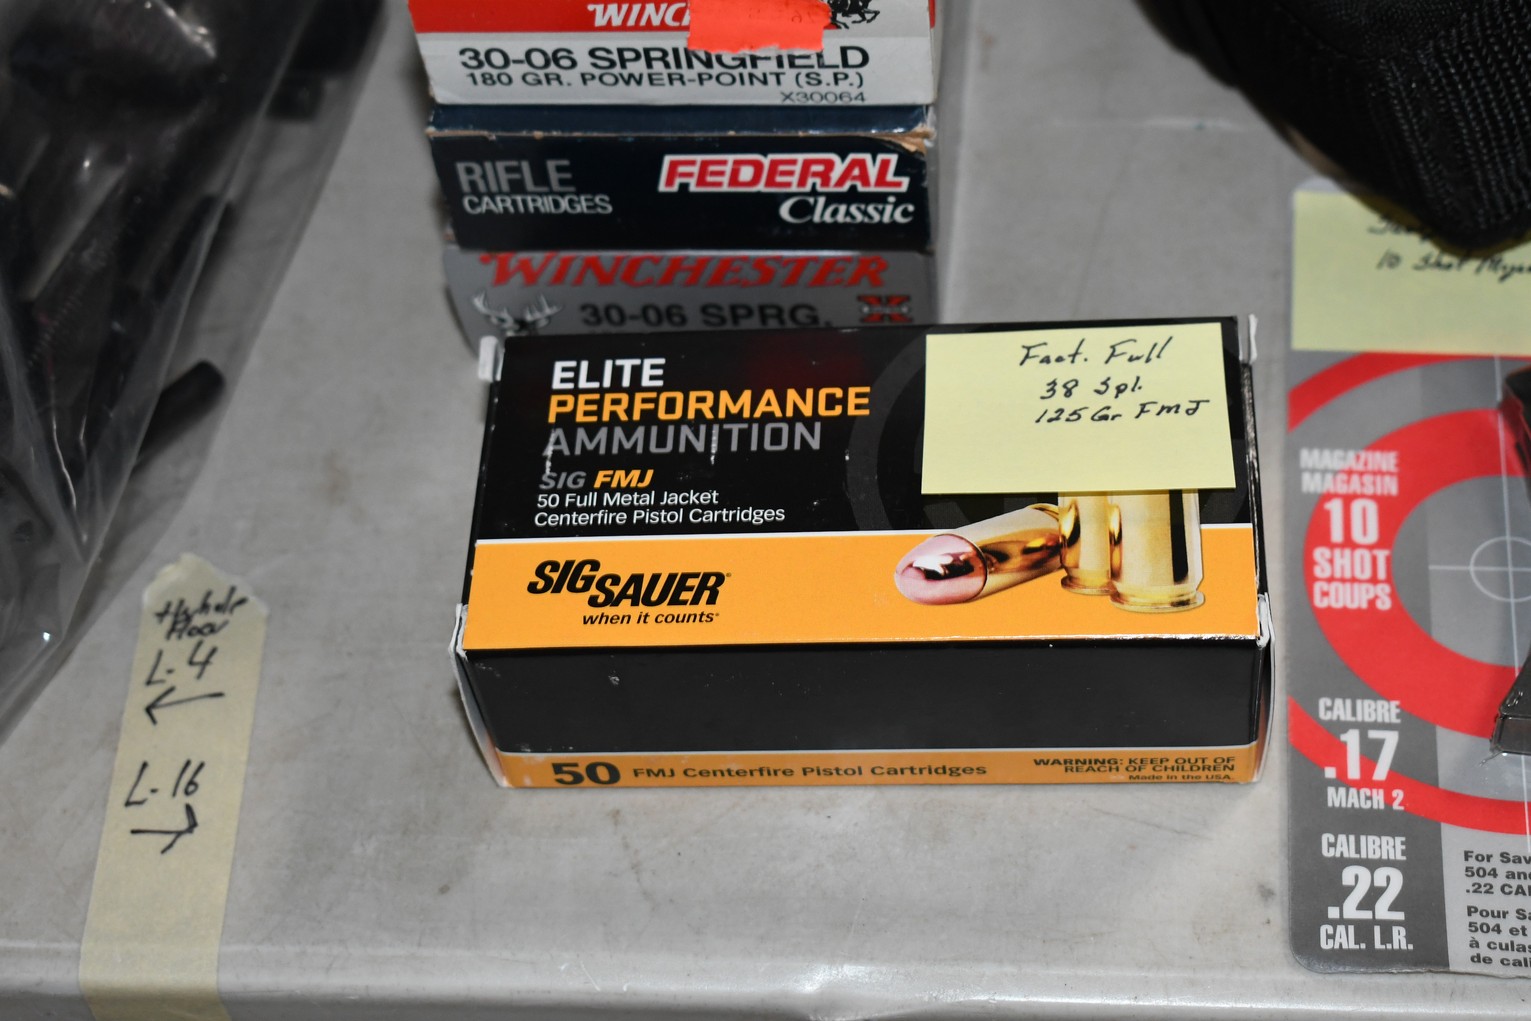 WINC
30-06 SPRINGFIELD
180 GR. POWER-POINT (S.P.)
X30064
RIFLE
CARTRIDGES
FEDERAL
Classic
WINCHESTER
30-06 SPRG.
X
ELITE
PERFORMANCE
AMMUNITION
SIG FMJ
50 Full Metal Jacket
Centerfire Pistol Cartridges
Fact. Full
38 Spl.
125 Gr FMJ
SIG SAUER
when it counts
50 FMJ Centerfire Pistol Cartridges
WARNING: KEEP OUT OF
REACH OF CHILDREN
Made in the USA.
L-4
L-16
10 Shot
MAGAZINE
MAGASIN
10
SHOT
COUPS
CALIBRE
.17
MACH 2
CALIBRE
.22
CAL. L.R.
For Sav
504 and
.22 CAL
Pour Sa
504 et
à culas
de cali